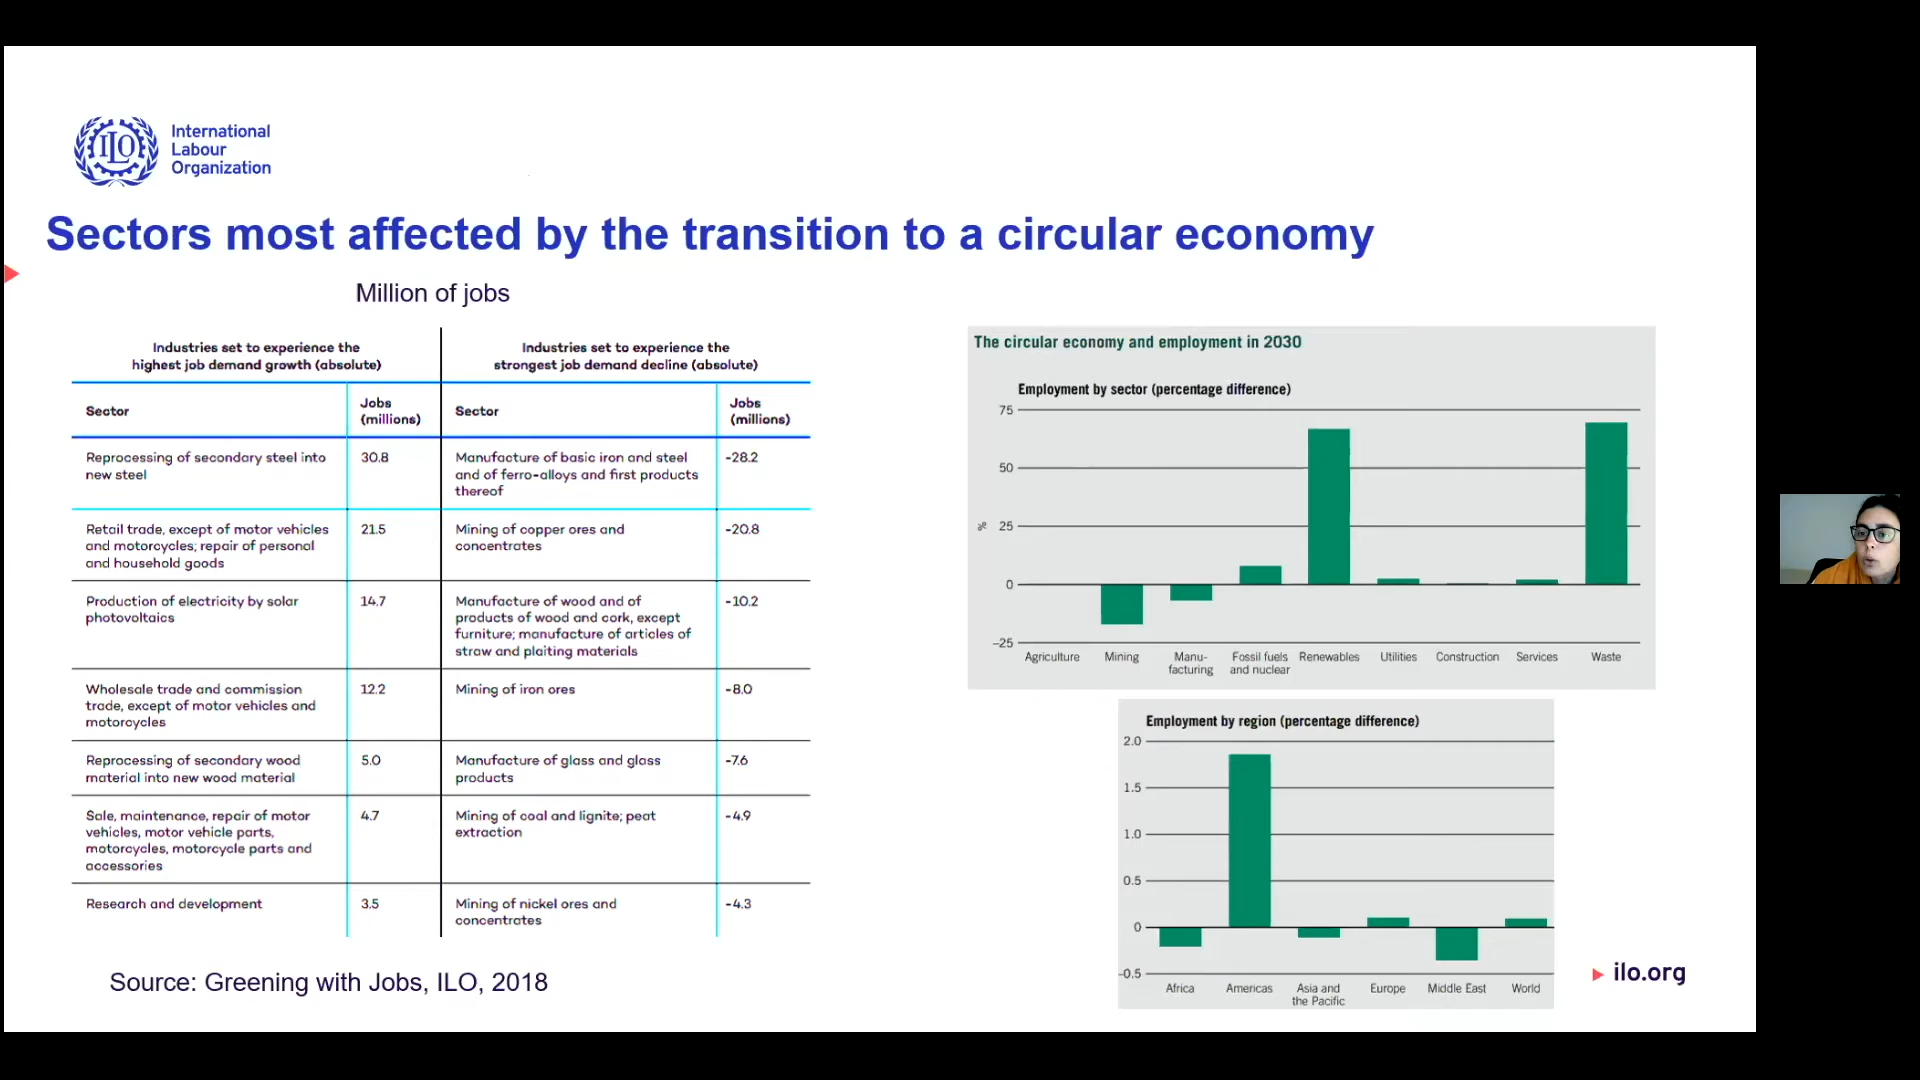 ILO
International
Labour
Organization
Sectors most affected by the transition to a circular economy
Million of jobs
Industries set to experience the
highest job demand growth (absolute)
Industries set to experience the
strongest job demand decline (absolute)
Sector
Jobs
(millions)
Sector
Jobs
(millions)
Reprocessing of secondary steel into
new steel
30.8
Manufacture of basic iron and steel
and of ferro-alloys and first products
thereof
-28.2
Retail trade, except of motor vehicles
and motorcycles; repair of personal
and household goods
21.5
Mining of copper ores and
concentrates
-20.8
Production of electricity by solar
photovoltaics
14.7
Manufacture of wood and of
products of wood and cork, except
furniture; manufacture of articles of
straw and plaiting materials
-10.2
Wholesale trade and commission
trade, except of motor vehicles and
motorcycles
12.2
Mining of iron ores
-8.0
Reprocessing of secondary wood
material into new wood material
5.0
Manufacture of glass and glass
products
-7.6
Sale, maintenance, repair of motor
vehicles, motor vehicle parts,
motorcycles, motorcycle parts and
accessories
4.7
Mining of coal and lignite; peat
extraction
-4.9
Research and development
3.5
Mining of nickel ores and
concentrates
-4.3
Source: Greening with Jobs, ILO, 2018
The circular economy and employment in 2030
Employment by sector (percentage difference)
75
50
% 25
0
–25
Agriculture Mining Manu- Fossil fuels Renewables Utilities Construction Services Waste
facturing and nuclear
Employment by region (percentage difference)
2.0
1.5
1.0
0.5
0
-0.5
Africa Americas Asia and Europe Middle East World
the Pacific
ilo.org